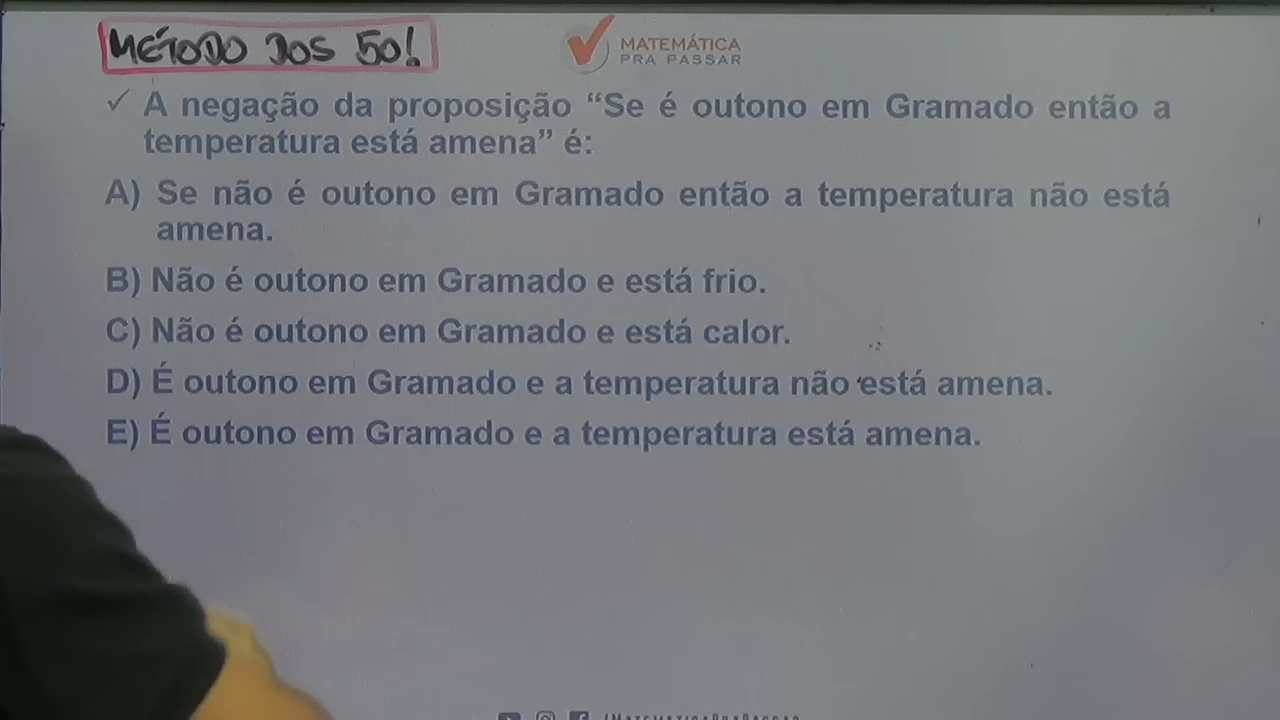 MÉTODO DOS 50!
MATEMÁTICA
PRA PASSAR
✓ A negação da proposição “Se é outono em Gramado então a
temperatura está amena” é:
A) Se não é outono em Gramado então a temperatura não está
amena.
B) Não é outono em Gramado e está frio.
C) Não é outono em Gramado e está calor.
D) É outono em Gramado e a temperatura não está amena.
E) É outono em Gramado e a temperatura está amena.